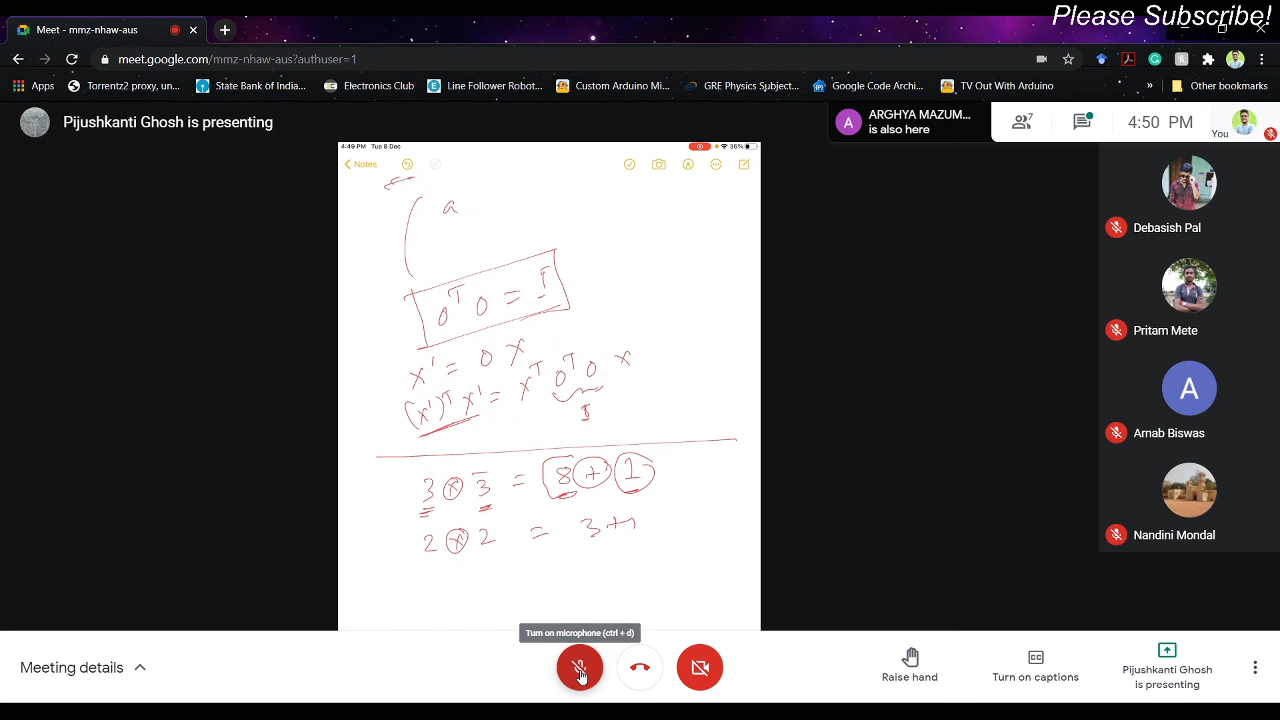 Please Subscribe!
Meet - mmz-nhaw-aus
meet.google.com/mmz-nhaw-aus?authuser=1
Apps Torrentz2 proxy, un... State Bank of India... Electronics Club Line Follower Robot... Custom Arduino Mi... GRE Physics Subject... Google Code Archi... TV Out With Arduino » Other bookmarks
Pijushkanti Ghosh is presenting
A ARGHYA MAZUM...
is also here
7
4:50 PM
You
4:49 PM Tue 8 Dec
36%
Notes
a
O^T O = I
x' = O x
(x')^T x' = x^T O^T O x
I
3 ⊗ 3̄ = 8 + 1
2 ⊗ 2 = 3 +
Debasish Pal
Pritam Mete
A
Arnab Biswas
Nandini Mondal
Turn on microphone (ctrl + d)
Meeting details
Raise hand
Turn on captions
Pijushkanti Ghosh
is presenting